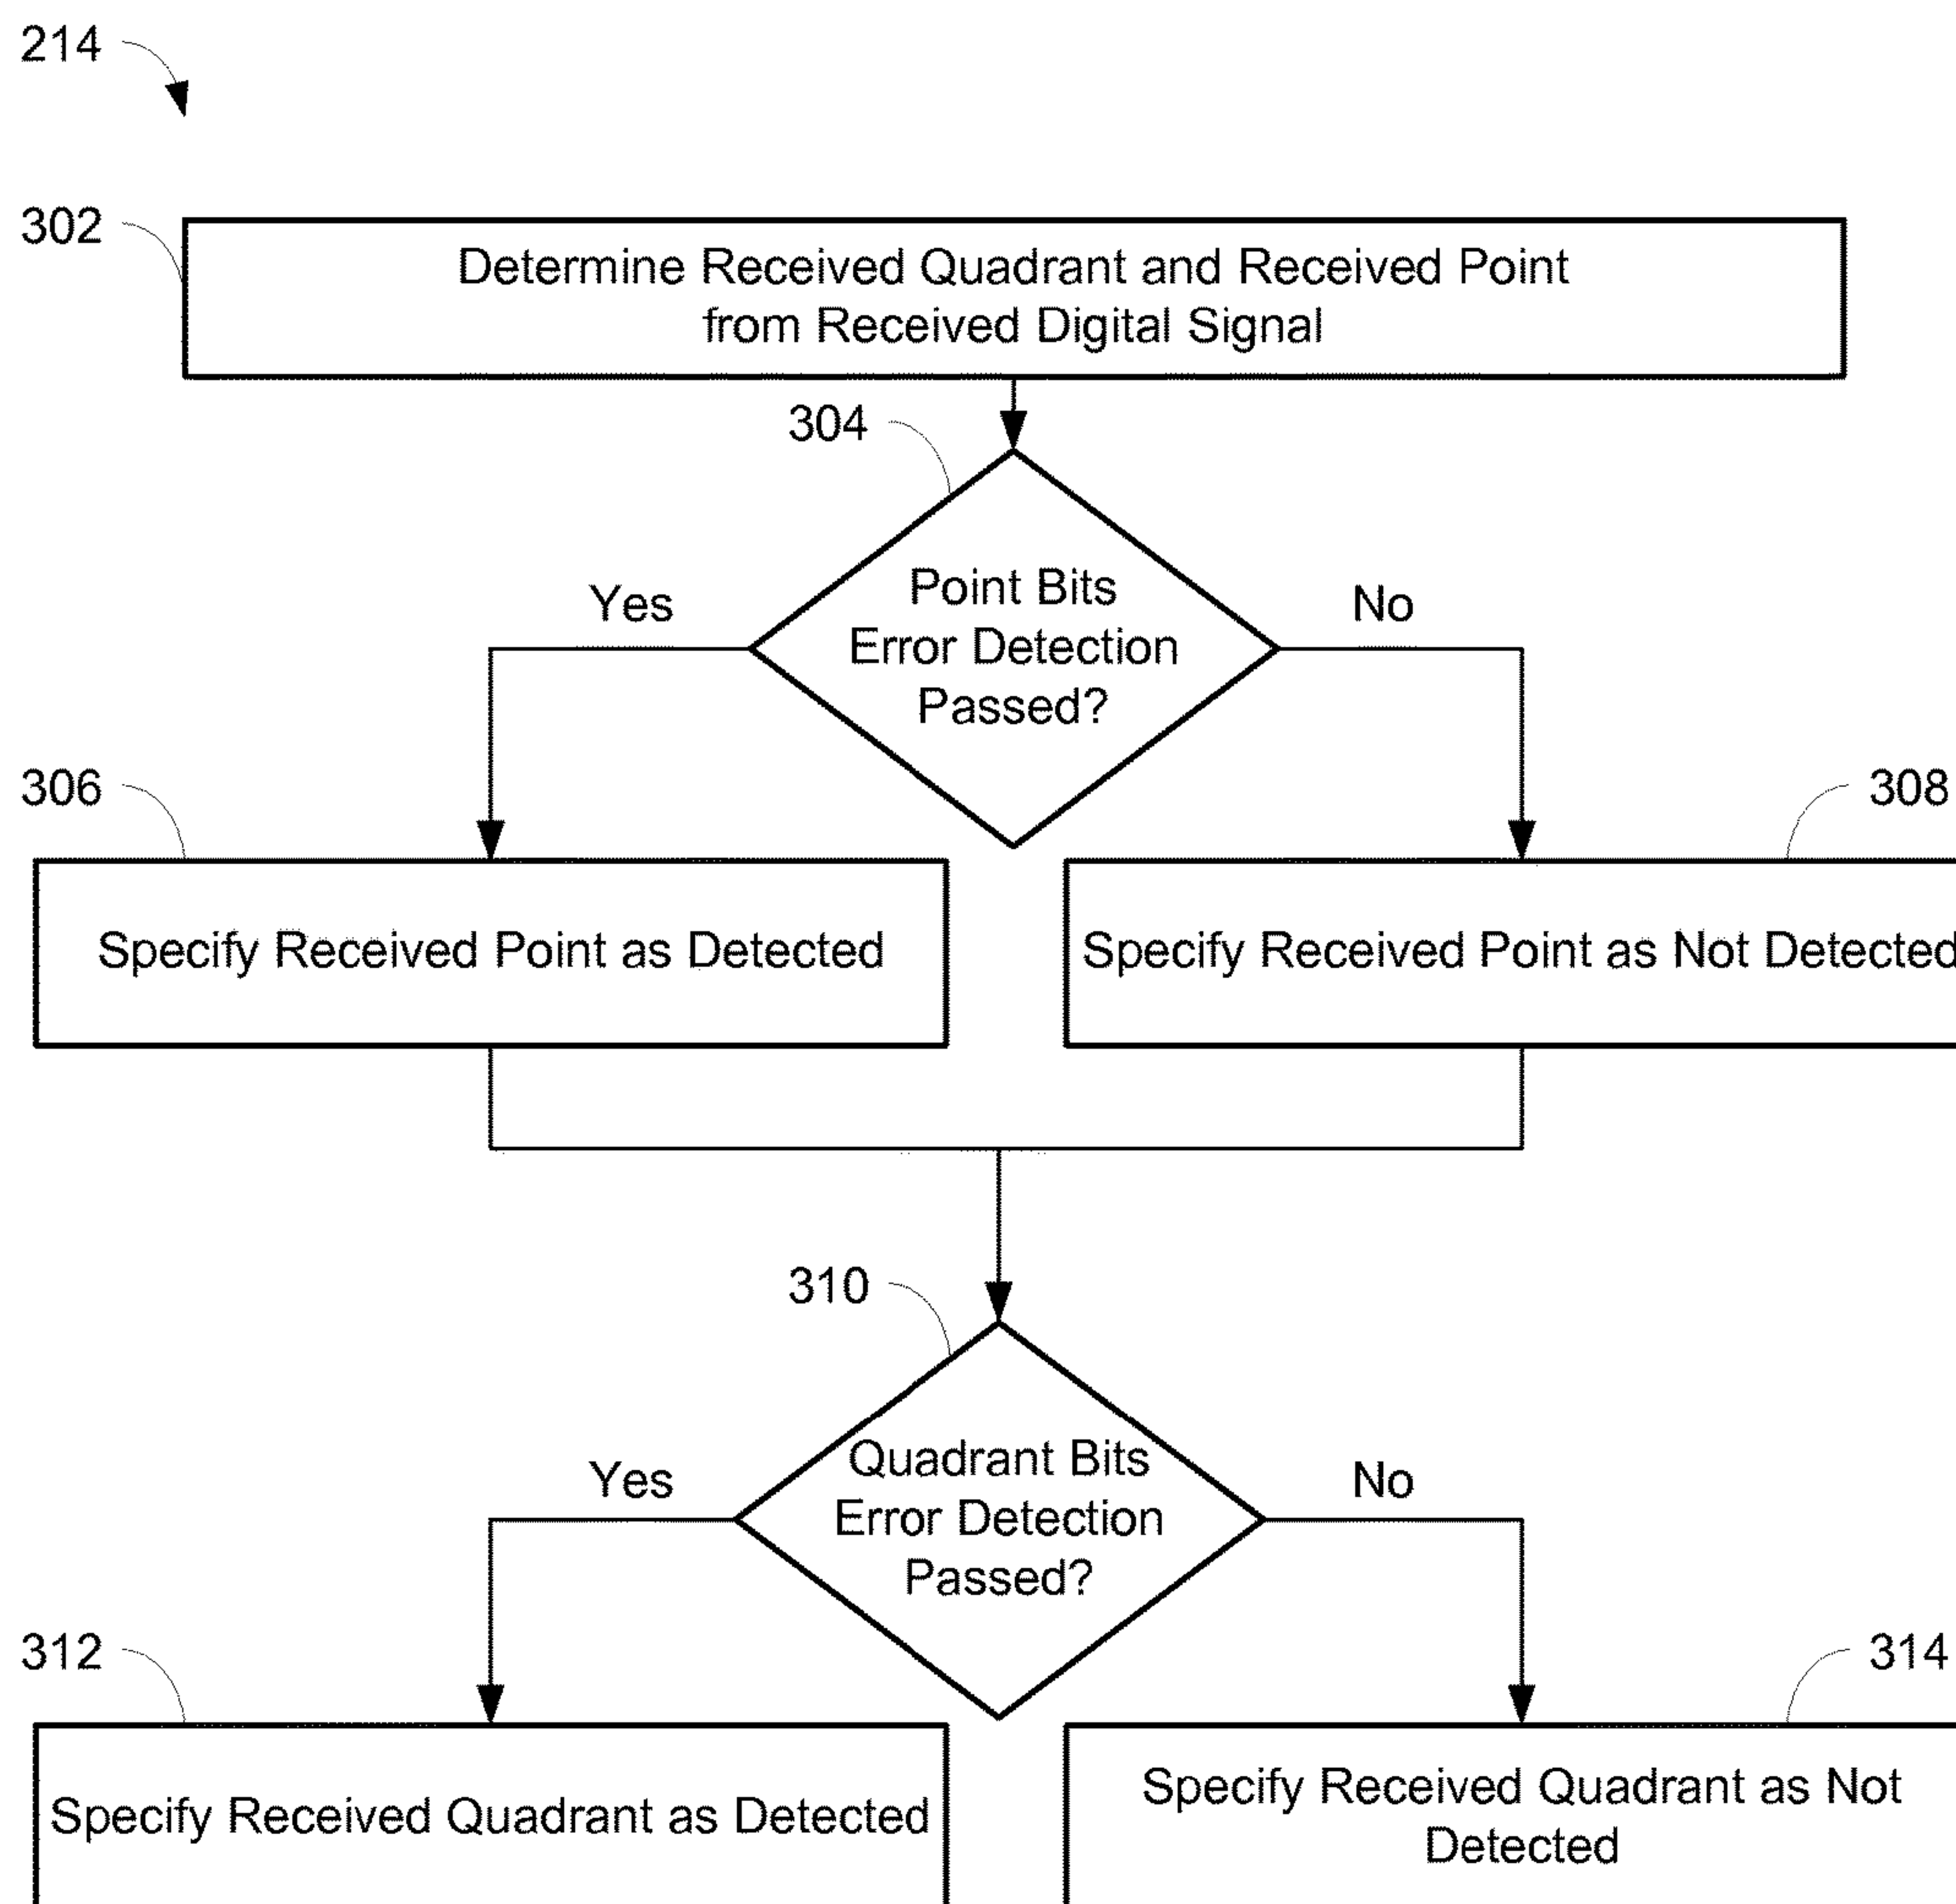 214
302
Determine Received Quadrant and Received Point
from Received Digital Signal
304
Point Bits
Error Detection
Passed?
Yes
No
306
308
Specify Received Point as Detected
Specify Received Point as Not Detected
310
Quadrant Bits
Error Detection
Passed?
Yes
No
312
314
Specify Received Quadrant as Detected
Specify Received Quadrant as Not
Detected